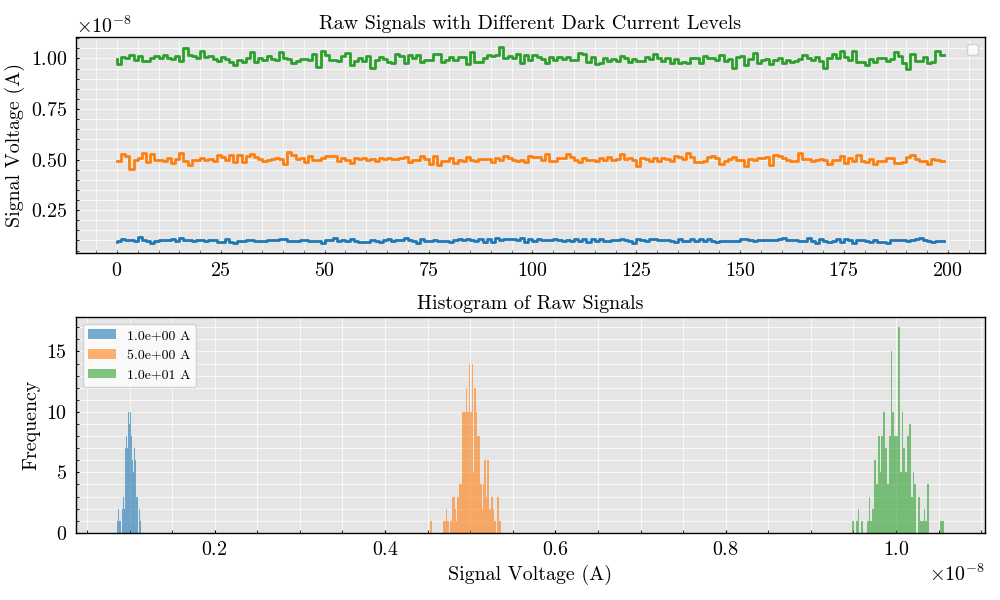 ×10⁻⁸
Raw Signals with Different Dark Current Levels
Signal Voltage (A)
1.00
0.75
0.50
0.25
0 25 50 75 100 125 150 175 200
Histogram of Raw Signals
Frequency
15
10
5
0
1.0e+00 A
5.0e+00 A
1.0e+01 A
0.2 0.4 0.6 0.8 1.0
Signal Voltage (A)
×10⁻⁸